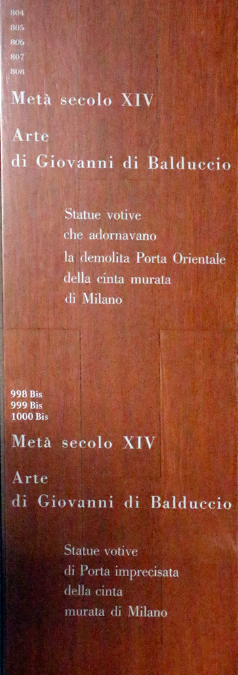 804
805
806
807
808
Metà secolo XIV
Arte
di Giovanni di Balduccio
Statue votive
che adornavano
la demolita Porta Orientale
della cinta murata
di Milano
998 Bis
999 Bis
1000 Bis
Metà secolo XIV
Arte
di Giovanni di Balduccio
Statue votive
di Porta imprecisata
della cinta
murata di Milano